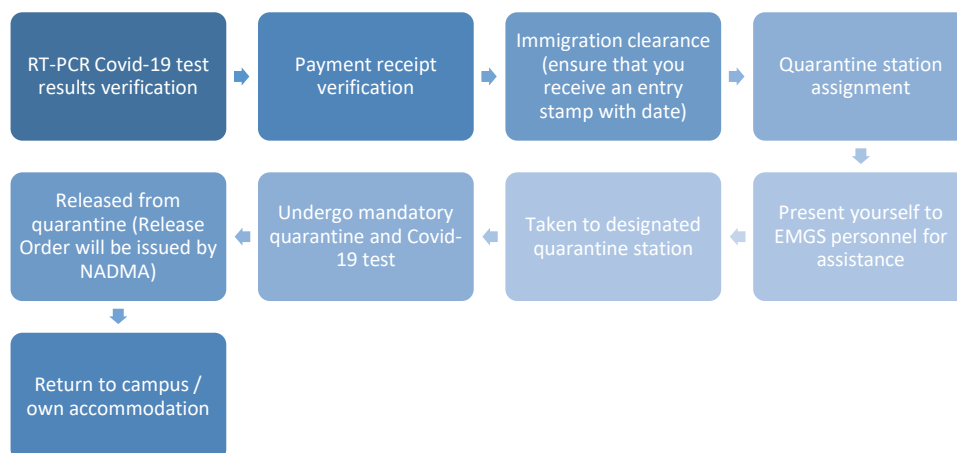 RT-PCR Covid-19 test
results verification
Payment receipt
verification
Immigration clearance
(ensure that you
receive an entry
stamp with date)
Quarantine station
assignment
Present yourself to
EMGS personnel for
assistance
Taken to designated
quarantine station
Undergo mandatory
quarantine and Covid-
19 test
Released from
quarantine (Release
Order will be issued by
NADMA)
Return to campus /
own accommodation